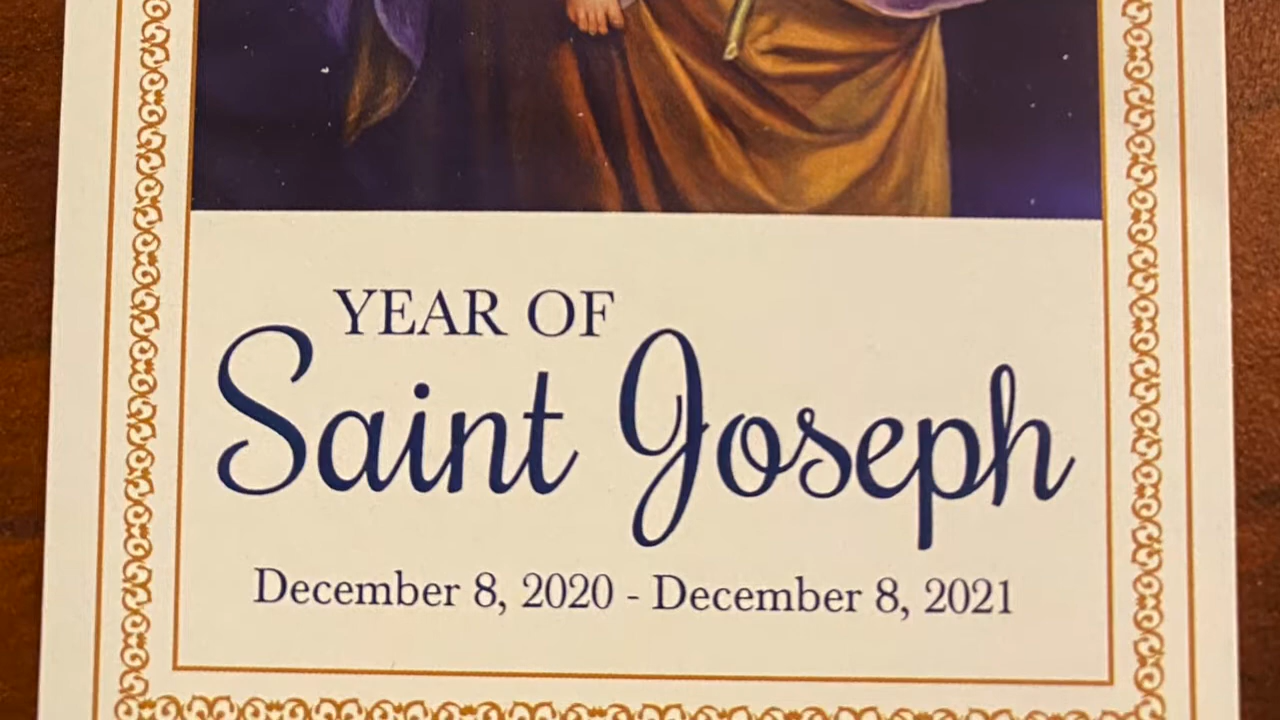 YEAR OF
Saint Joseph
December 8, 2020 - December 8, 2021